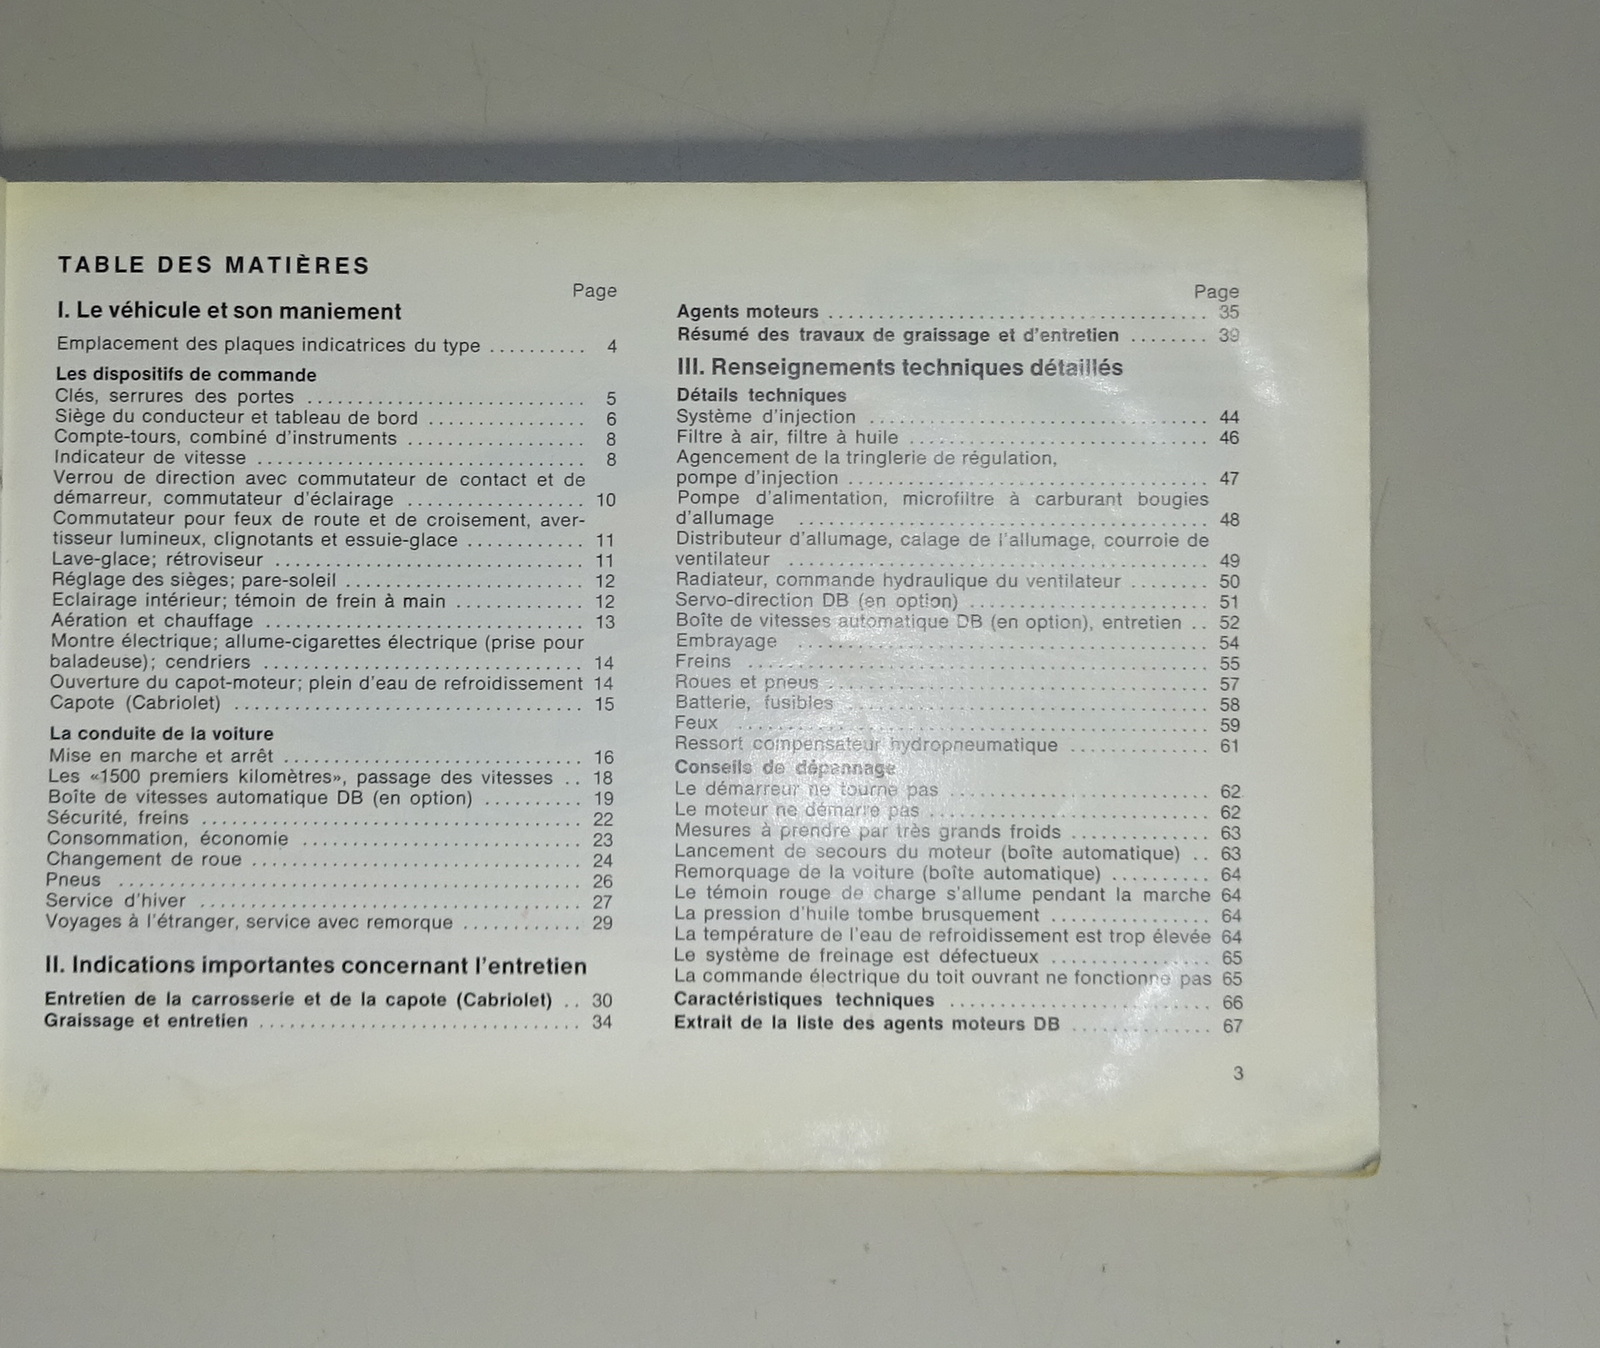 TABLE DES MATIÈRES
Page
I. Le véhicule et son maniement
Emplacement des plaques indicatrices du type .......... 4
Les dispositifs de commande
Clés, serrures des portes ............................ 5
Siège du conducteur et tableau de bord ................ 6
Compte-tours, combiné d'instruments .................. 8
Indicateur de vitesse ................................. 8
Verrou de direction avec commutateur de contact et de
démarreur, commutateur d'éclairage .................. 10
Commutateur pour feux de route et de croisement, aver-
tisseur lumineux, clignotants et essuie-glace ............ 11
Lave-glace; rétroviseur ............................... 11
Réglage des sièges; pare-soleil ........................ 12
Eclairage intérieur; témoin de frein à main ............. 12
Aération et chauffage ................................ 13
Montre électrique; allume-cigarettes électrique (prise pour
baladeuse); cendriers ................................ 14
Ouverture du capot-moteur; plein d'eau de refroidissement 14
Capote (Cabriolet) ................................... 15
La conduite de la voiture
Mise en marche et arrêt .............................. 16
Les «1500 premiers kilomètres», passage des vitesses .. 18
Boîte de vitesses automatique DB (en option) .......... 19
Sécurité, freins ...................................... 22
Consommation, économie ............................ 23
Changement de roue ................................. 24
Pneus .............................................. 26
Service d'hiver ...................................... 27
Voyages à l'étranger, service avec remorque ............ 29
II. Indications importantes concernant l'entretien
Entretien de la carrosserie et de la capote (Cabriolet) .. 30
Graissage et entretien ................................ 34
Page
Agents moteurs ...................................... 35
Résumé des travaux de graissage et d'entretien ........ 39
III. Renseignements techniques détaillés
Détails techniques
Système d'injection .................................. 44
Filtre à air, filtre à huile .............................. 46
Agencement de la tringlerie de régulation,
pompe d'injection .................................... 47
Pompe d'alimentation, microfiltre à carburant bougies
d'allumage ......................................... 48
Distributeur d'allumage, calage de l'allumage, courroie de
ventilateur .......................................... 49
Radiateur, commande hydraulique du ventilateur ........ 50
Servo-direction DB (en option) ........................ 51
Boîte de vitesses automatique DB (en option), entretien .. 52
Embrayage ......................................... 54
Freins .............................................. 55
Roues et pneus ...................................... 57
Batterie, fusibles .................................... 58
Feux ............................................... 59
Ressort compensateur hydropneumatique .............. 61
Conseils de dépannage
Le démarreur ne tourne pas .......................... 62
Le moteur ne démarre pas ............................ 62
Mesures à prendre par très grands froids .............. 63
Lancement de secours du moteur (boîte automatique) .. 63
Remorquage de la voiture (boîte automatique) .......... 64
Le témoin rouge de charge s'allume pendant la marche 64
La pression d'huile tombe brusquement ................ 64
La température de l'eau de refroidissement est trop élevée 64
Le système de freinage est défectueux ................ 65
La commande électrique du toit ouvrant ne fonctionne pas 65
Caractéristiques techniques .......................... 66
Extrait de la liste des agents moteurs DB .............. 67
3